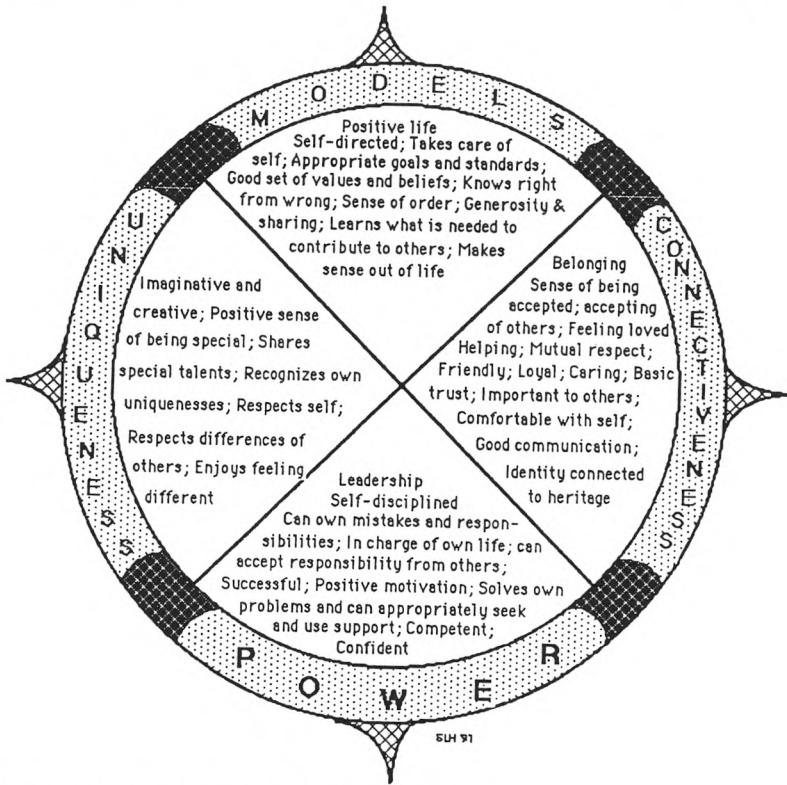 MODELS
Positive life
Self-directed; Takes care of
self; Appropriate goals and standards;
Good set of values and beliefs; Knows right
from wrong; Sense of order; Generosity &
sharing; Learns what is needed to
contribute to others; Makes
sense out of life
UNIQUENESS
Imaginative and
creative; Positive sense
of being special; Shares
special talents; Recognizes own
uniquenesses; Respects self;
Respects differences of
others; Enjoys feeling
different
CONNECTIVENESS
Belonging
Sense of being
accepted; accepting
of others; Feeling loved
Helping; Mutual respect;
Friendly; Loyal; Caring; Basic
trust; Important to others;
Comfortable with self;
Good communication;
Identity connected
to heritage
Leadership
Self-disciplined
Can own mistakes and respon-
sibilities; In charge of own life; can
accept responsibility from others;
Successful; Positive motivation; Solves own
problems and can appropriately seek
and use support; Competent;
Confident
POWER
SLH 91